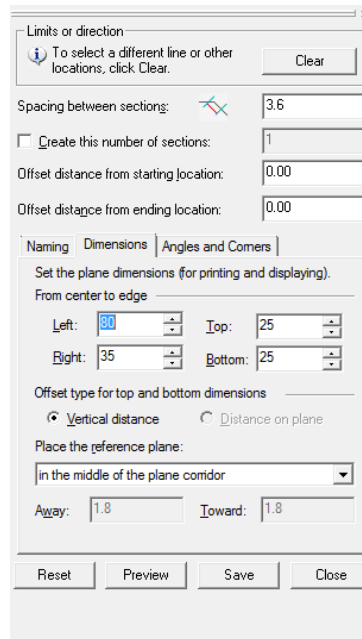 Limits or direction
To select a different line or other
locations, click Clear.
Clear
Spacing between sections:
3.6
Create this number of sections:
1
Offset distance from starting location:
0.00
Offset distance from ending location:
0.00
Naming Dimensions Angles and Corners
Set the plane dimensions (for printing and displaying).
From center to edge
Left: 80 Top: 25
Right: 35 Bottom: 25
Offset type for top and bottom dimensions
Vertical distance Distance on plane
Place the reference plane:
in the middle of the plane corridor
Away: 1.8 Toward: 1.8
Reset Preview Save Close